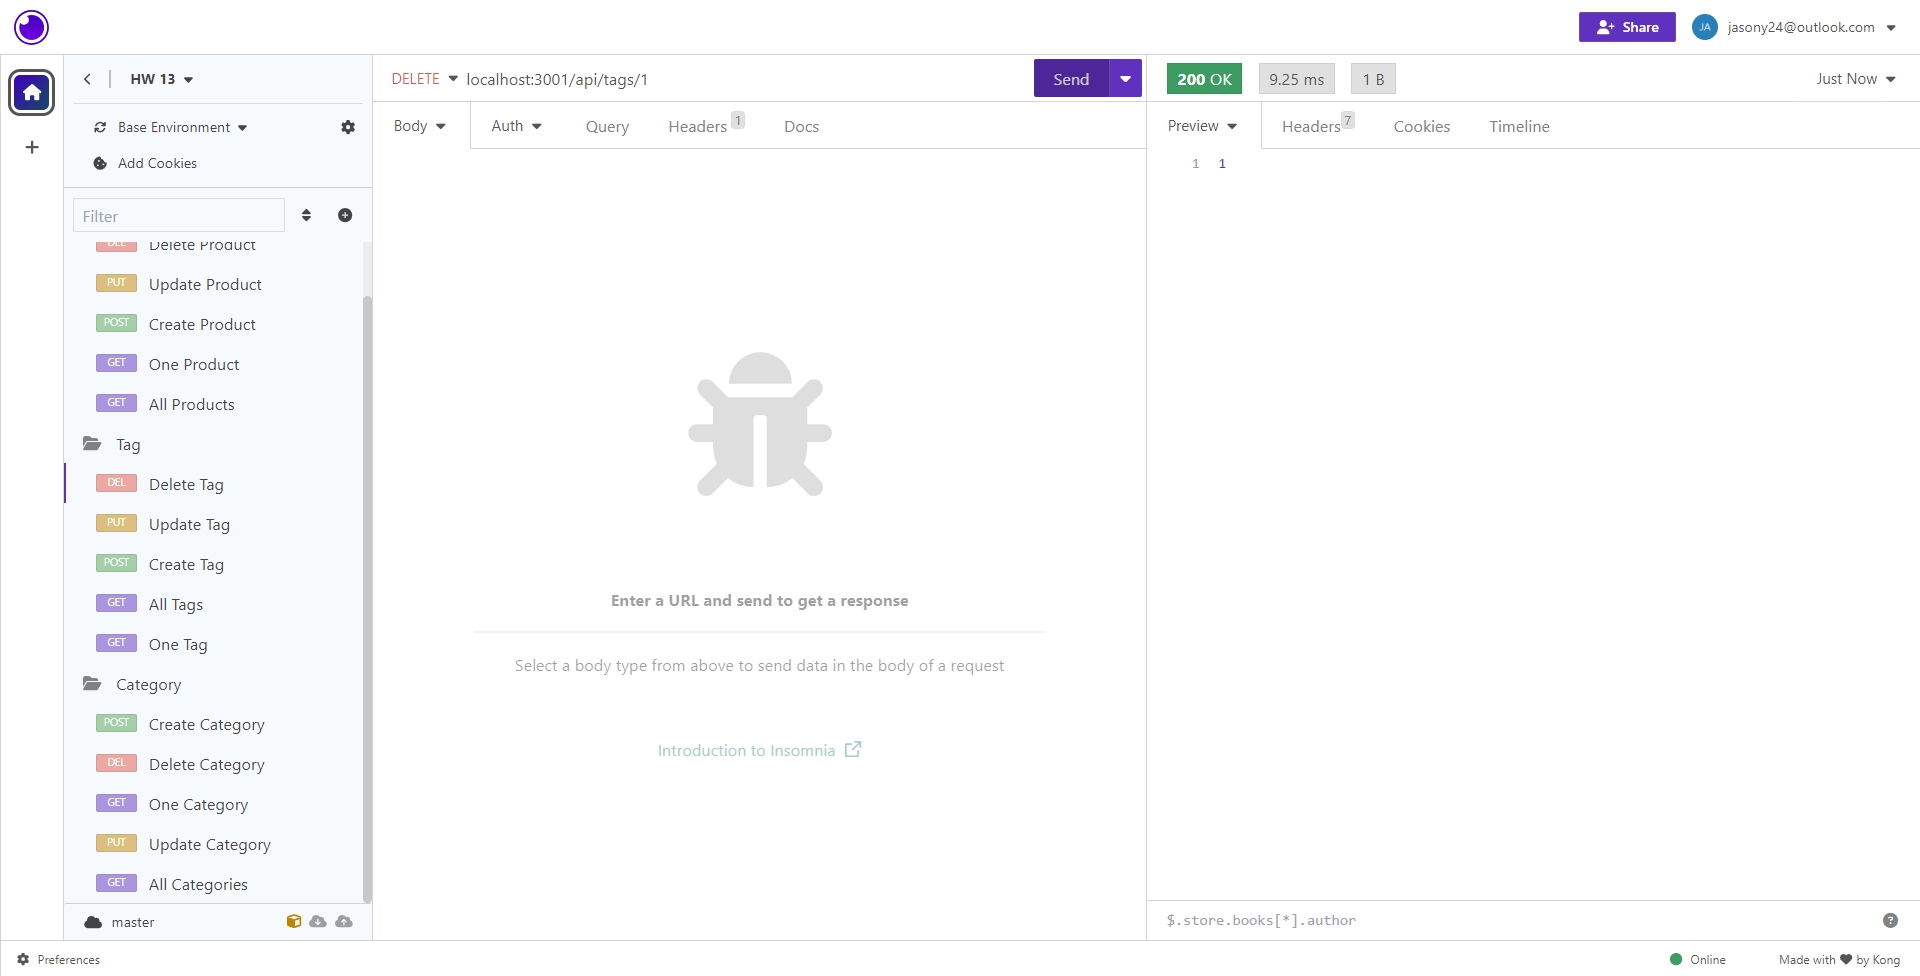 Share
JA
jasony24@outlook.com
HW 13
Base Environment
Add Cookies
Filter
DEL Delete Product
PUT Update Product
POST Create Product
GET One Product
GET All Products
Tag
DEL Delete Tag
PUT Update Tag
POST Create Tag
GET All Tags
GET One Tag
Category
POST Create Category
DEL Delete Category
GET One Category
PUT Update Category
GET All Categories
master
DELETE localhost:3001/api/tags/1 Send
Body Auth Query Headers 1 Docs
Enter a URL and send to get a response
Select a body type from above to send data in the body of a request
Introduction to Insomnia
200 OK 9.25 ms 1 B Just Now
Preview Headers 7 Cookies Timeline
1 1
$.store.books[*].author
?
Preferences
Online
Made with by Kong